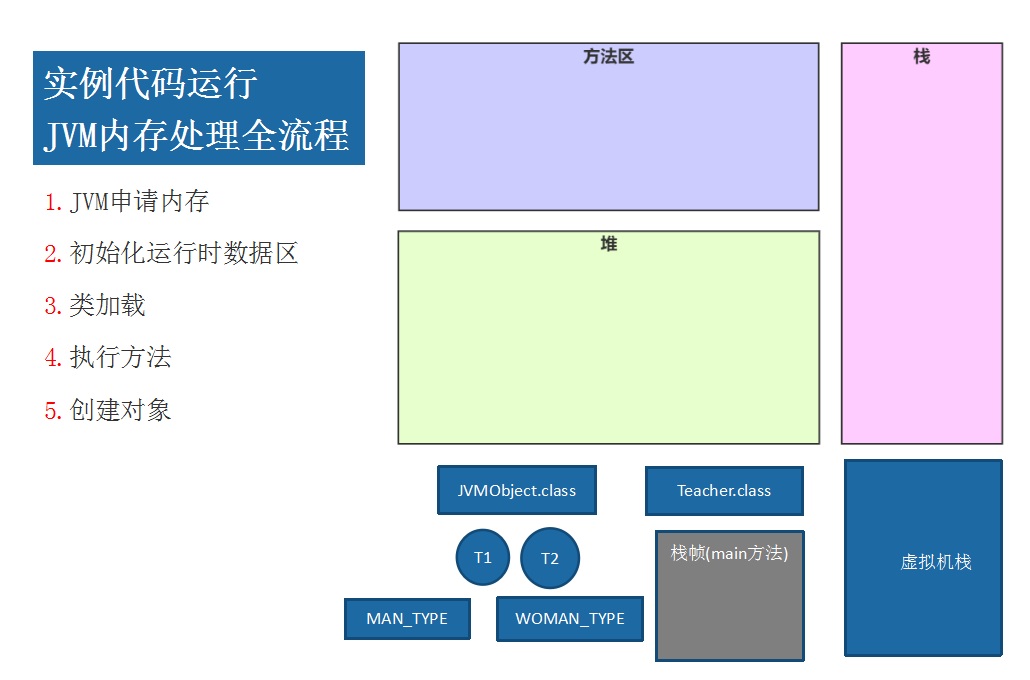 实例代码运行
JVM内存处理全流程
1. JVM申请内存
2. 初始化运行时数据区
3. 类加载
4. 执行方法
5. 创建对象
方法区
栈
堆
JVMObject.class
Teacher.class
T1
T2
栈帧(main方法)
虚拟机栈
MAN_TYPE
WOMAN_TYPE